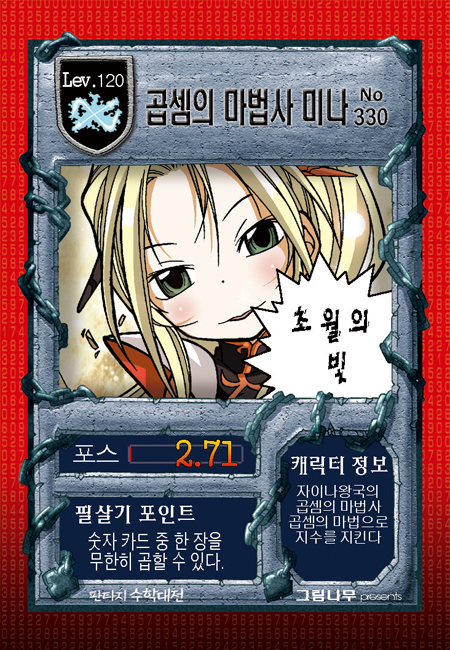 Lev.120
곱셈의 마법사 미나
No
330
초월의
빛
포스 2.71
필살기 포인트
숫자 카드 중 한 장을
무한히 곱할 수 있다.
캐릭터 정보
자이나왕국의
곱셈의 마법사
곱셈의 마법으로
지수를 지킨다
판타지 수학대전
그림나무 presents